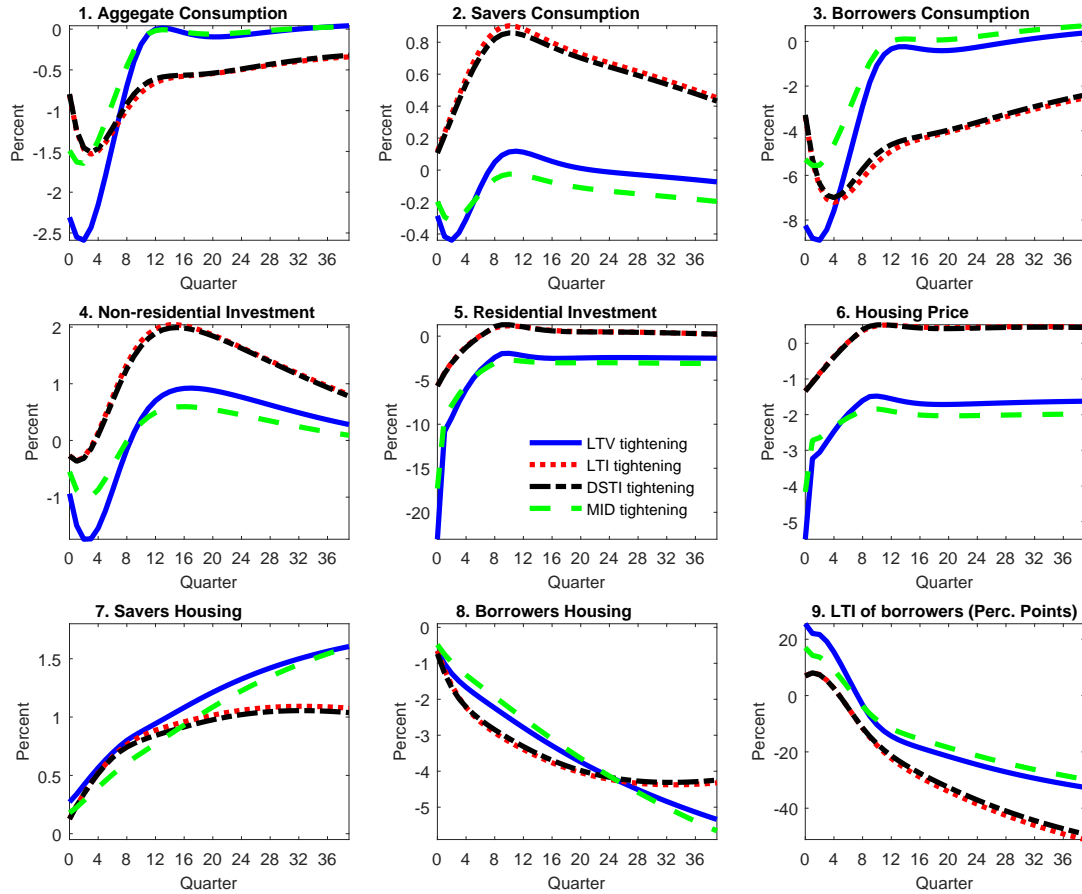 1. Aggegate Consumption
0
-0.5
-1
-1.5
-2
-2.5
Percent
0 4 8 12 16 20 24 28 32 36
Quarter
2. Savers Consumption
0.8
0.6
0.4
0.2
0
-0.2
-0.4
Percent
0 4 8 12 16 20 24 28 32 36
Quarter
3. Borrowers Consumption
0
-2
-4
-6
-8
Percent
0 4 8 12 16 20 24 28 32 36
Quarter
4. Non-residential Investment
2
1
0
-1
Percent
0 4 8 12 16 20 24 28 32 36
Quarter
5. Residential Investment
0
-5
-10
-15
-20
Percent
LTV tightening
LTI tightening
DSTI tightening
MID tightening
0 4 8 12 16 20 24 28 32 36
Quarter
6. Housing Price
0
-1
-2
-3
-4
-5
Percent
0 4 8 12 16 20 24 28 32 36
Quarter
7. Savers Housing
1.5
1
0.5
0
Percent
0 4 8 12 16 20 24 28 32 36
Quarter
8. Borrowers Housing
0
-1
-2
-3
-4
-5
Percent
0 4 8 12 16 20 24 28 32 36
Quarter
9. LTI of borrowers (Perc. Points)
20
0
-20
-40
Percent
0 4 8 12 16 20 24 28 32 36
Quarter